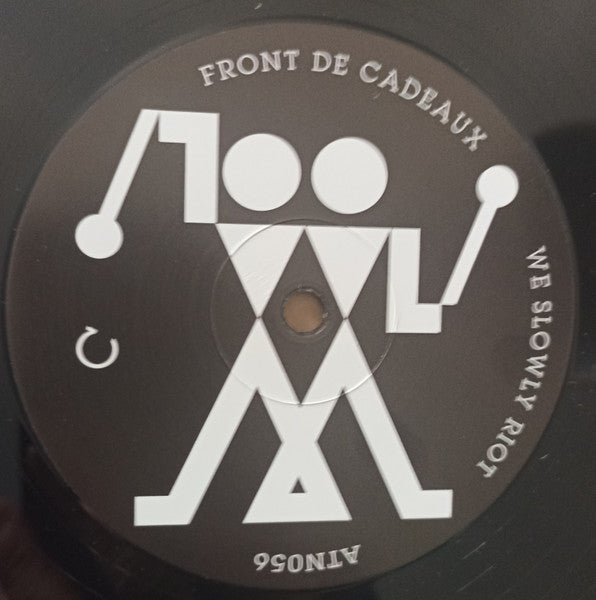 FRONT DE CADEAUX
WE SLOWLY RIOT
ATN056
C